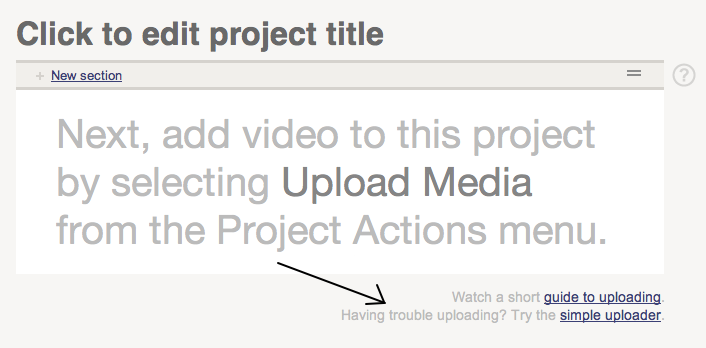 Click to edit project title
+ New section
?
Next, add video to this project
by selecting Upload Media
from the Project Actions menu.
Watch a short guide to uploading.
Having trouble uploading? Try the simple uploader.